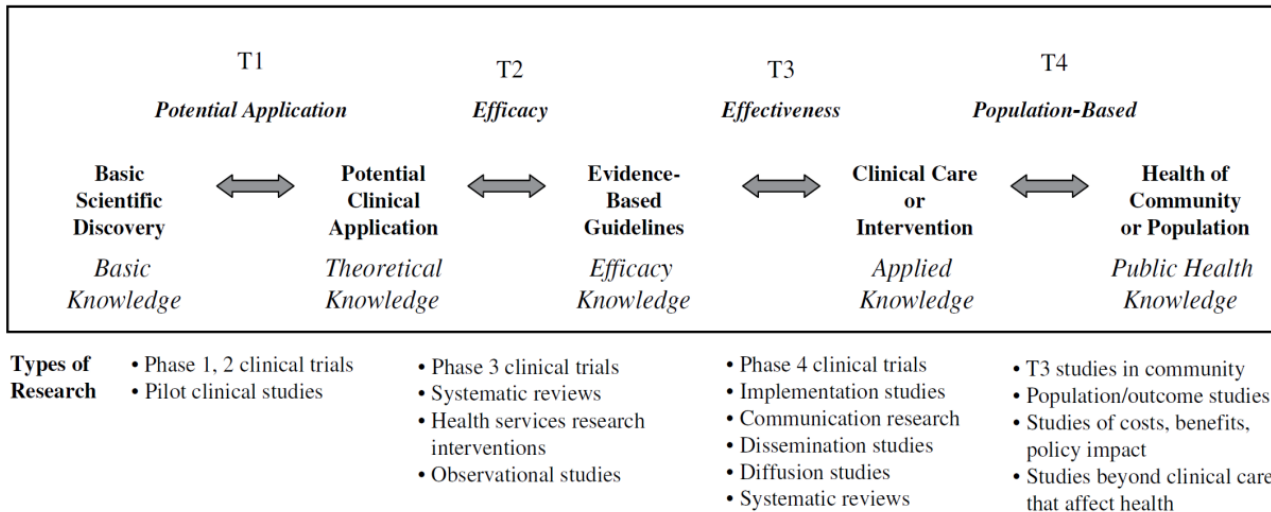 T1
T2
T3
T4
Potential Application
Efficacy
Effectiveness
Population-Based
Basic
Scientific
Discovery
Potential
Clinical
Application
Evidence-
Based
Guidelines
Clinical Care
or
Intervention
Health of
Community
or Population
Basic
Knowledge
Theoretical
Knowledge
Efficacy
Knowledge
Applied
Knowledge
Public Health
Knowledge
Types of
Research
• Phase 1, 2 clinical trials
• Pilot clinical studies
• Phase 3 clinical trials
• Systematic reviews
• Health services research
interventions
• Observational studies
• Phase 4 clinical trials
• Implementation studies
• Communication research
• Dissemination studies
• Diffusion studies
• Systematic reviews
• T3 studies in community
• Population/outcome studies
• Studies of costs, benefits,
policy impact
• Studies beyond clinical care
that affect health